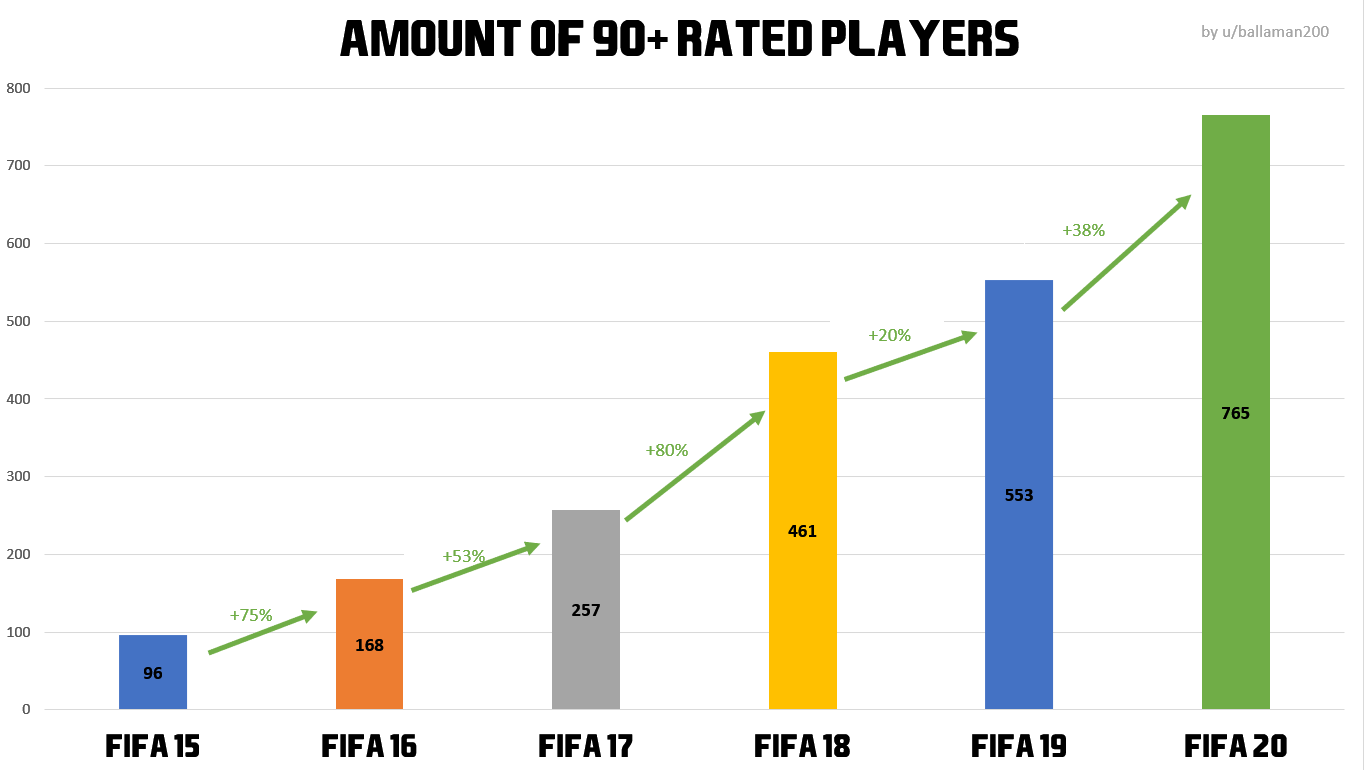 AMOUNT OF 90+ RATED PLAYERS
by u/ballaman200
800
700
600
500
400
300
200
100
0
+75%
+53%
+80%
+20%
+38%
96
168
257
461
553
765
FIFA 15
FIFA 16
FIFA 17
FIFA 18
FIFA 19
FIFA 20